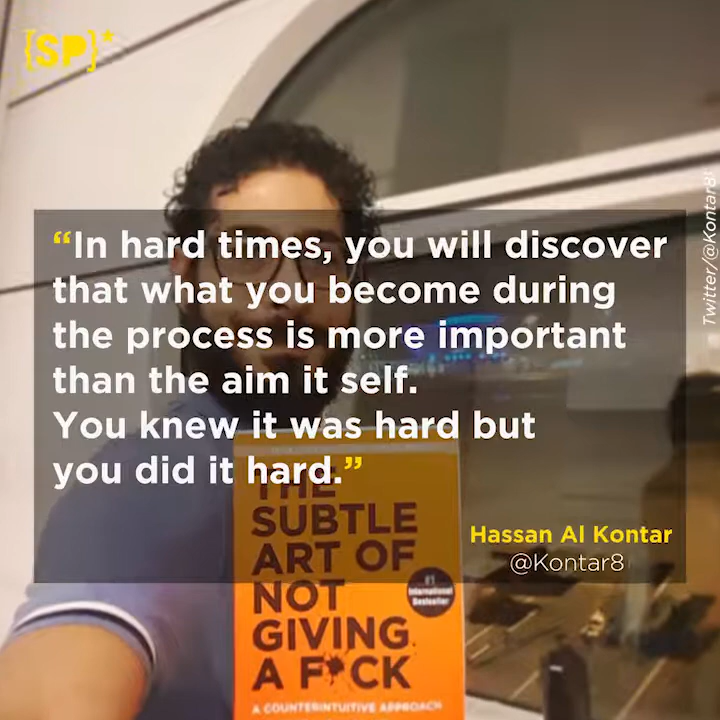 {SP}*
“In hard times, you will discover
that what you become during
the process is more important
than the aim it self.
You knew it was hard but
you did it hard.”
Hassan Al Kontar
@Kontar8
Twitter/@Kontar8
THE
SUBTLE
ART OF
NOT
GIVING
A F*CK
#1
International
Bestseller
A COUNTERINTUITIVE APPROACH